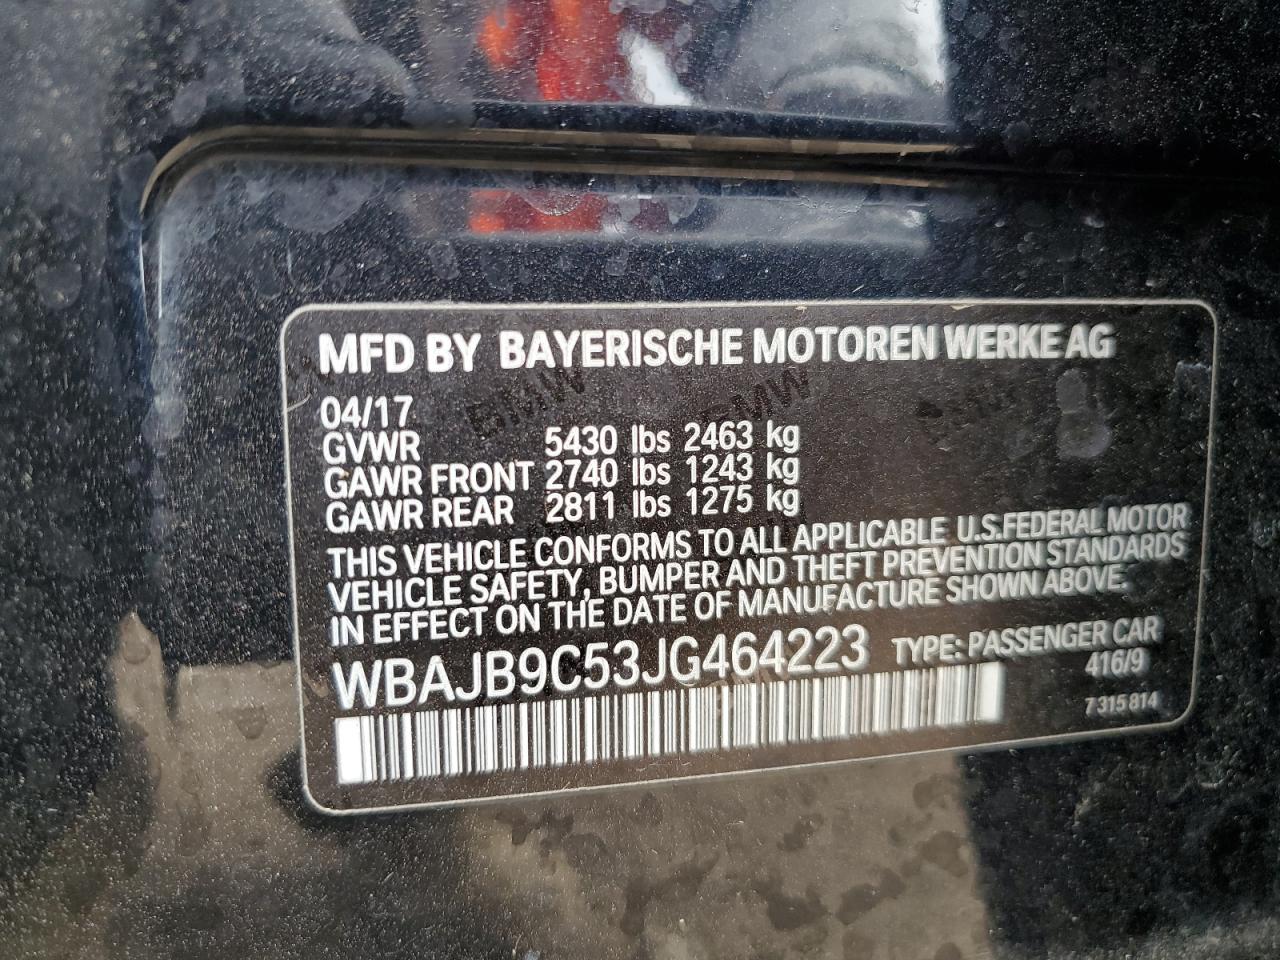 MFD BY BAYERISCHE MOTOREN WERKE AG
04/17
GVWR 5430 lbs 2463 kg
GAWR FRONT 2740 lbs 1243 kg
GAWR REAR 2811 lbs 1275 kg
THIS VEHICLE CONFORMS TO ALL APPLICABLE U.S.FEDERAL MOTOR
VEHICLE SAFETY, BUMPER AND THEFT PREVENTION STANDARDS
IN EFFECT ON THE DATE OF MANUFACTURE SHOWN ABOVE.
WBAJB9C53JG464223 TYPE: PASSENGER CAR
416/9
7 315 814
BMW
BMW
BMW